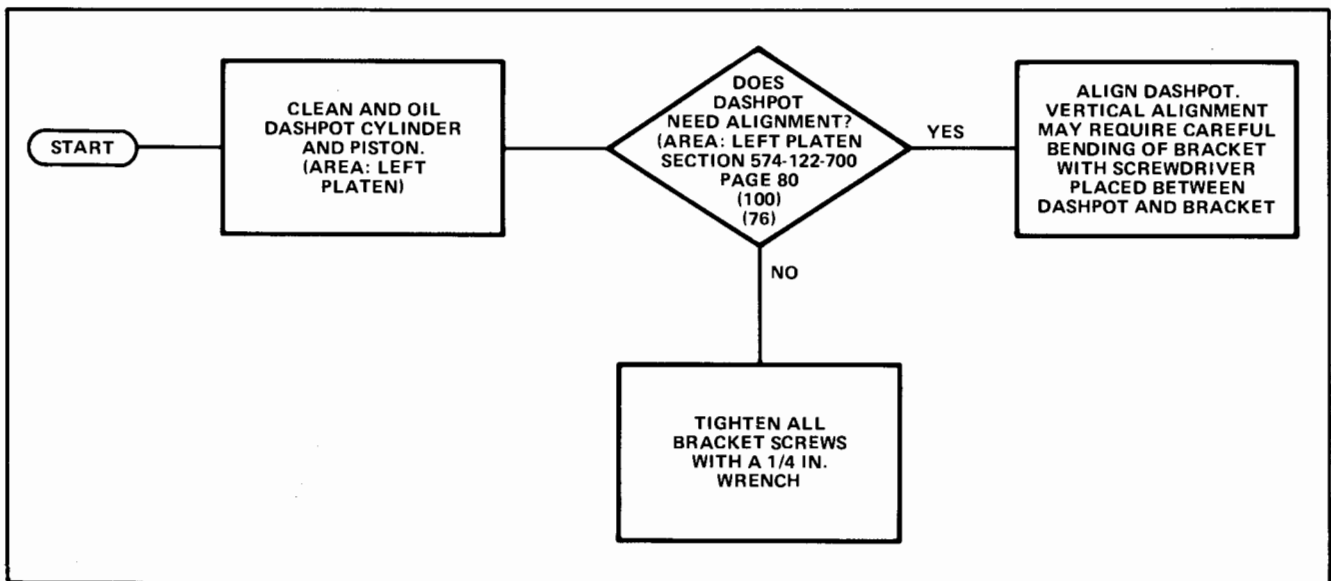 START
CLEAN AND OIL
DASHPOT CYLINDER
AND PISTON.
(AREA: LEFT
PLATEN)
DOES
DASHPOT
NEED ALIGNMENT?
(AREA: LEFT PLATEN
SECTION 574-122-700
PAGE 80
(100)
(76)
YES
ALIGN DASHPOT.
VERTICAL ALIGNMENT
MAY REQUIRE CAREFUL
BENDING OF BRACKET
WITH SCREWDRIVER
PLACED BETWEEN
DASHPOT AND BRACKET
NO
TIGHTEN ALL
BRACKET SCREWS
WITH A 1/4 IN.
WRENCH